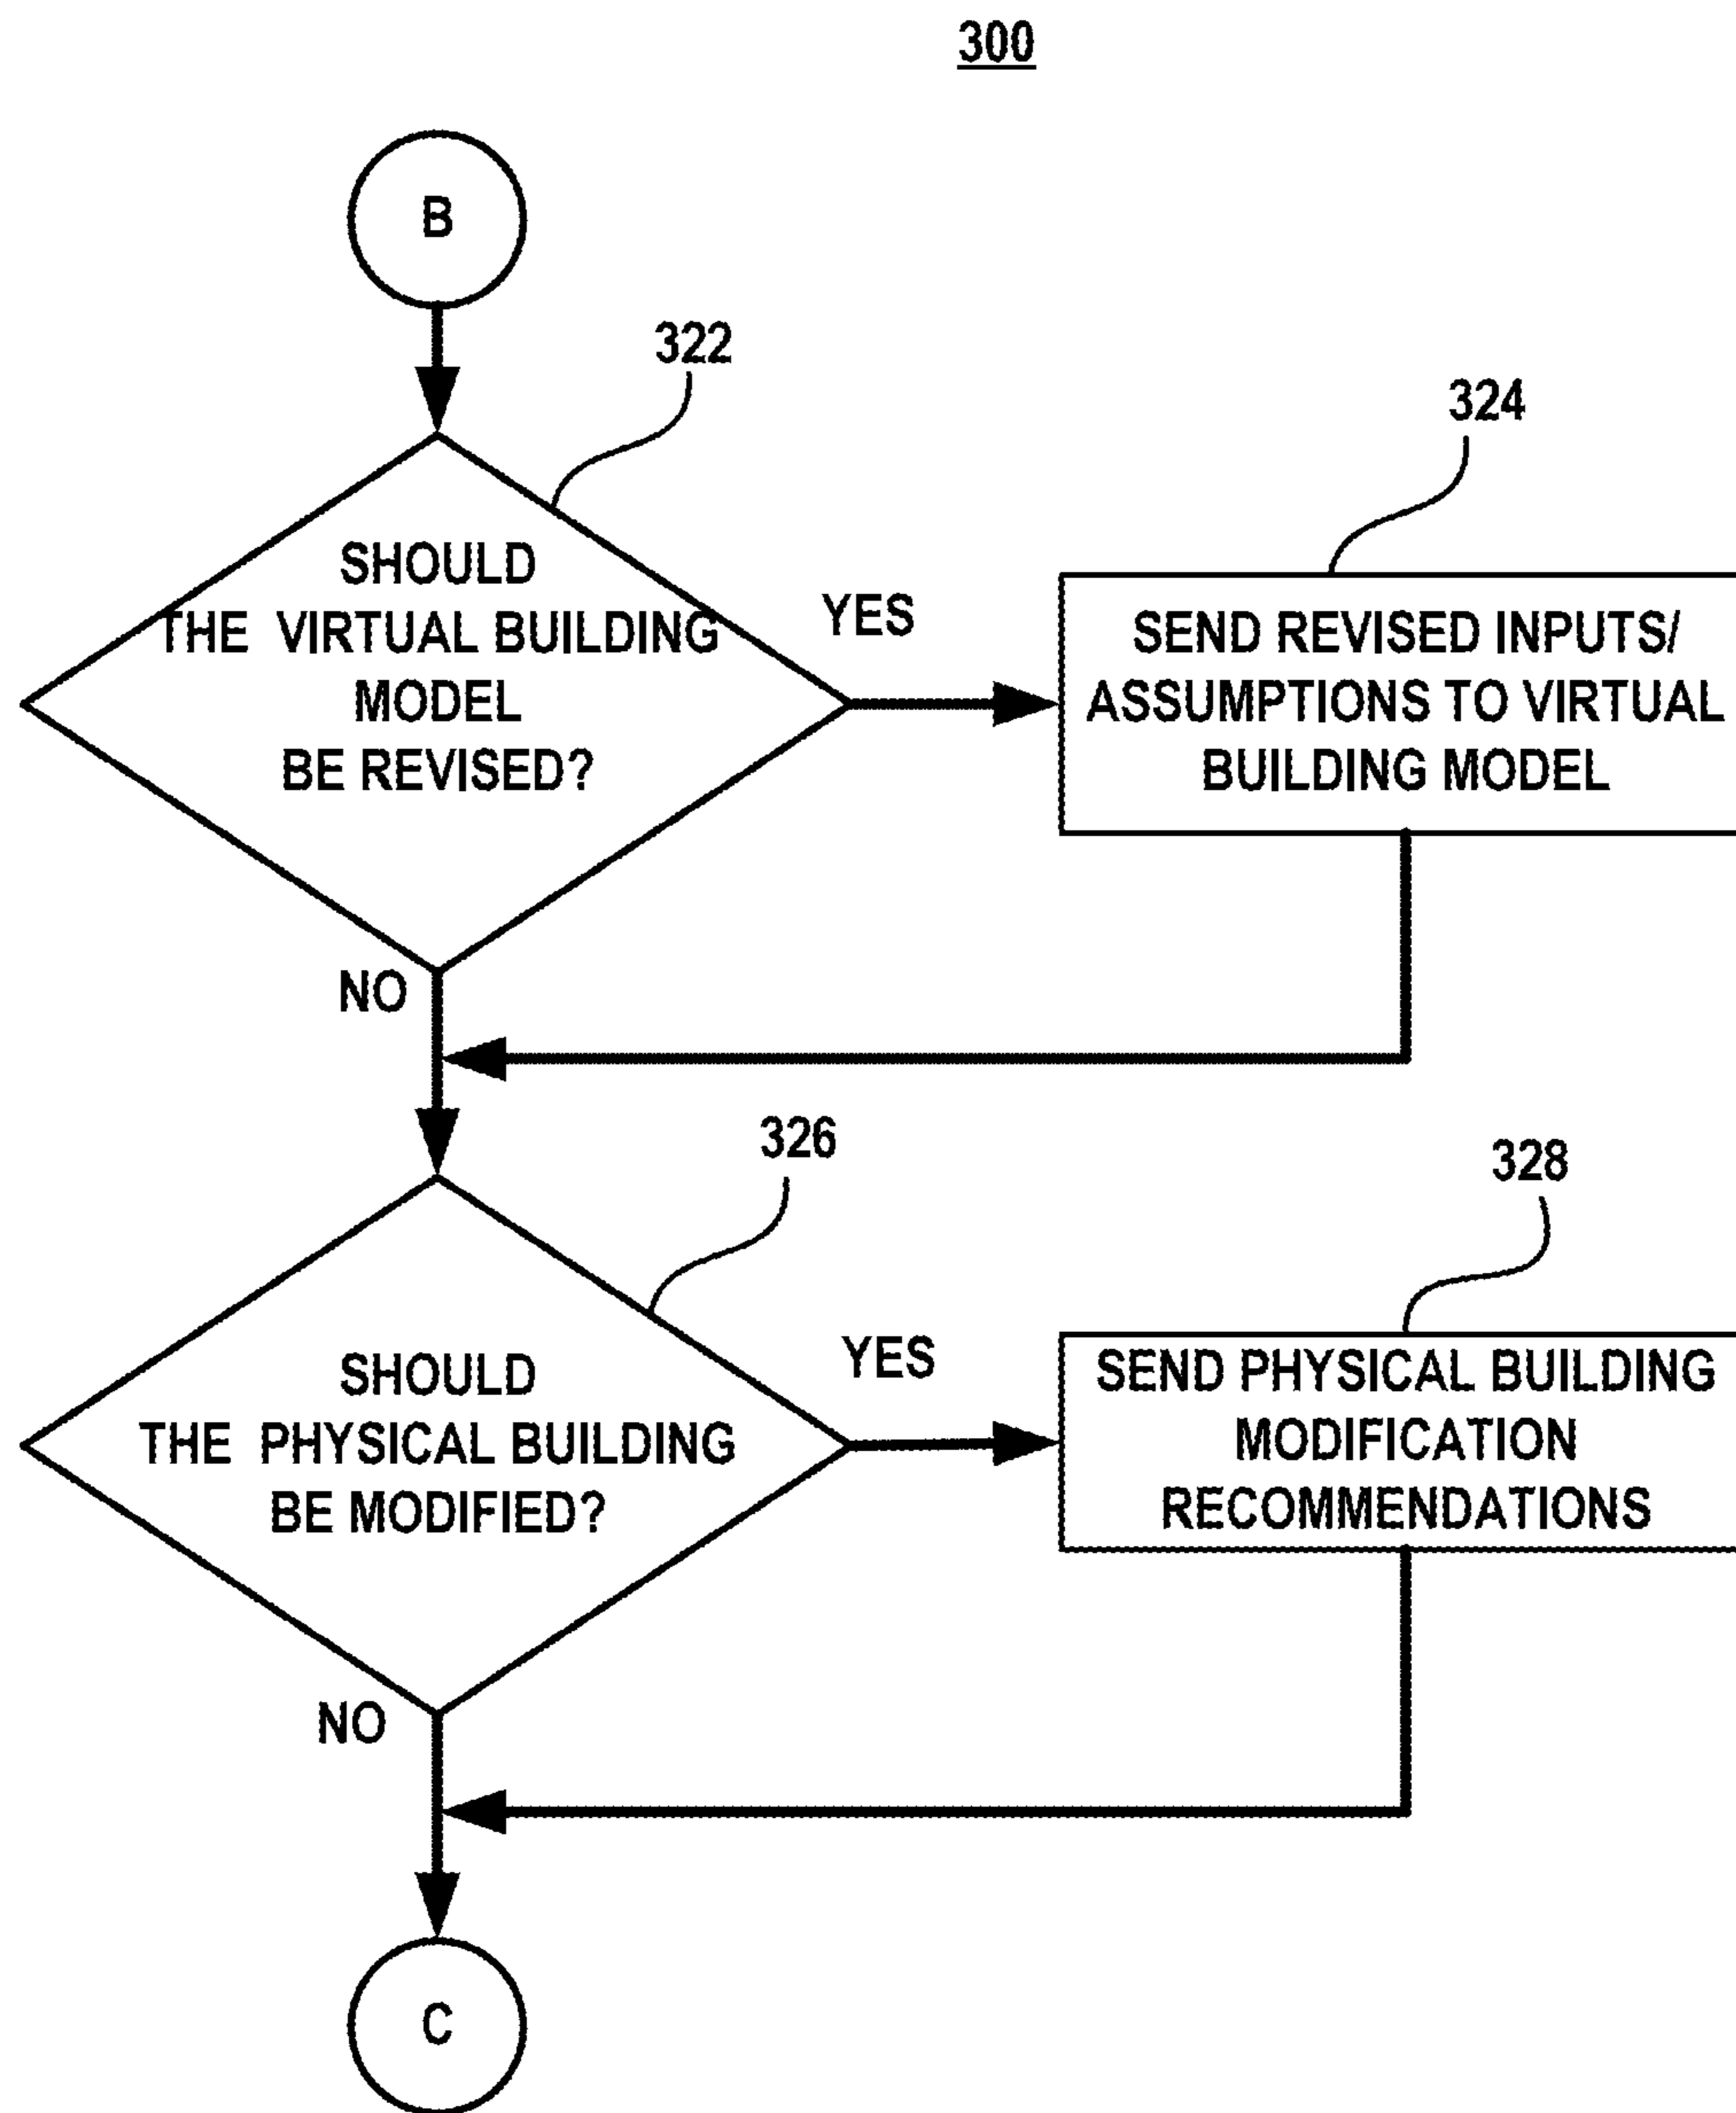 300
B
322
324
SHOULD
THE VIRTUAL BUILDING
MODEL
BE REVISED?
YES
SEND REVISED INPUTS/
ASSUMPTIONS TO VIRTUAL
BUILDING MODEL
NO
326
328
SHOULD
THE PHYSICAL BUILDING
BE MODIFIED?
YES
SEND PHYSICAL BUILDING
MODIFICATION
RECOMMENDATIONS
NO
C